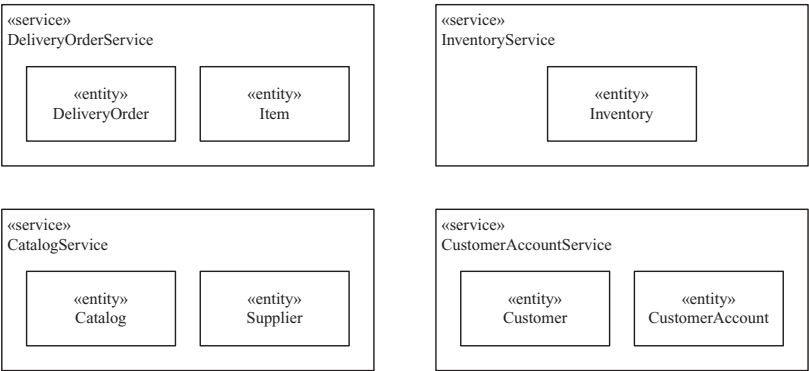 «service»
DeliveryOrderService
«entity»
DeliveryOrder
«entity»
Item
«service»
InventoryService
«entity»
Inventory
«service»
CatalogService
«entity»
Catalog
«entity»
Supplier
«service»
CustomerAccountService
«entity»
Customer
«entity»
CustomerAccount